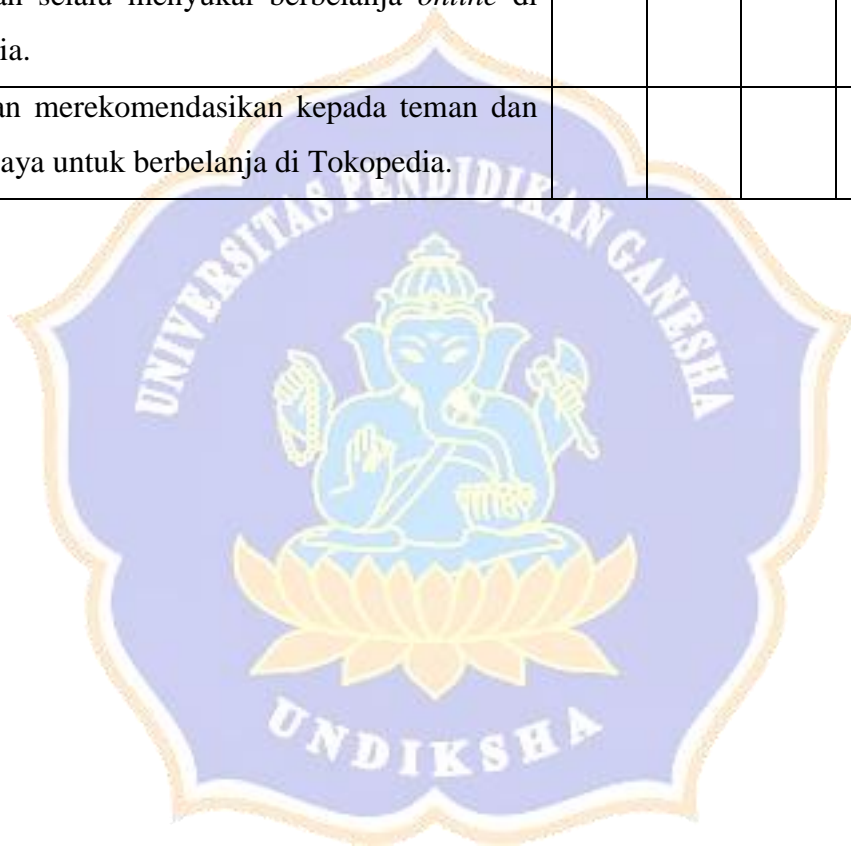 an selalu menyukai berbelanja online di
ia.
an merekomendasikan kepada teman dan
aya untuk berbelanja di Tokopedia.
UNIVERSITAS PENDIDIKAN GANESHA
UNDIKSHA